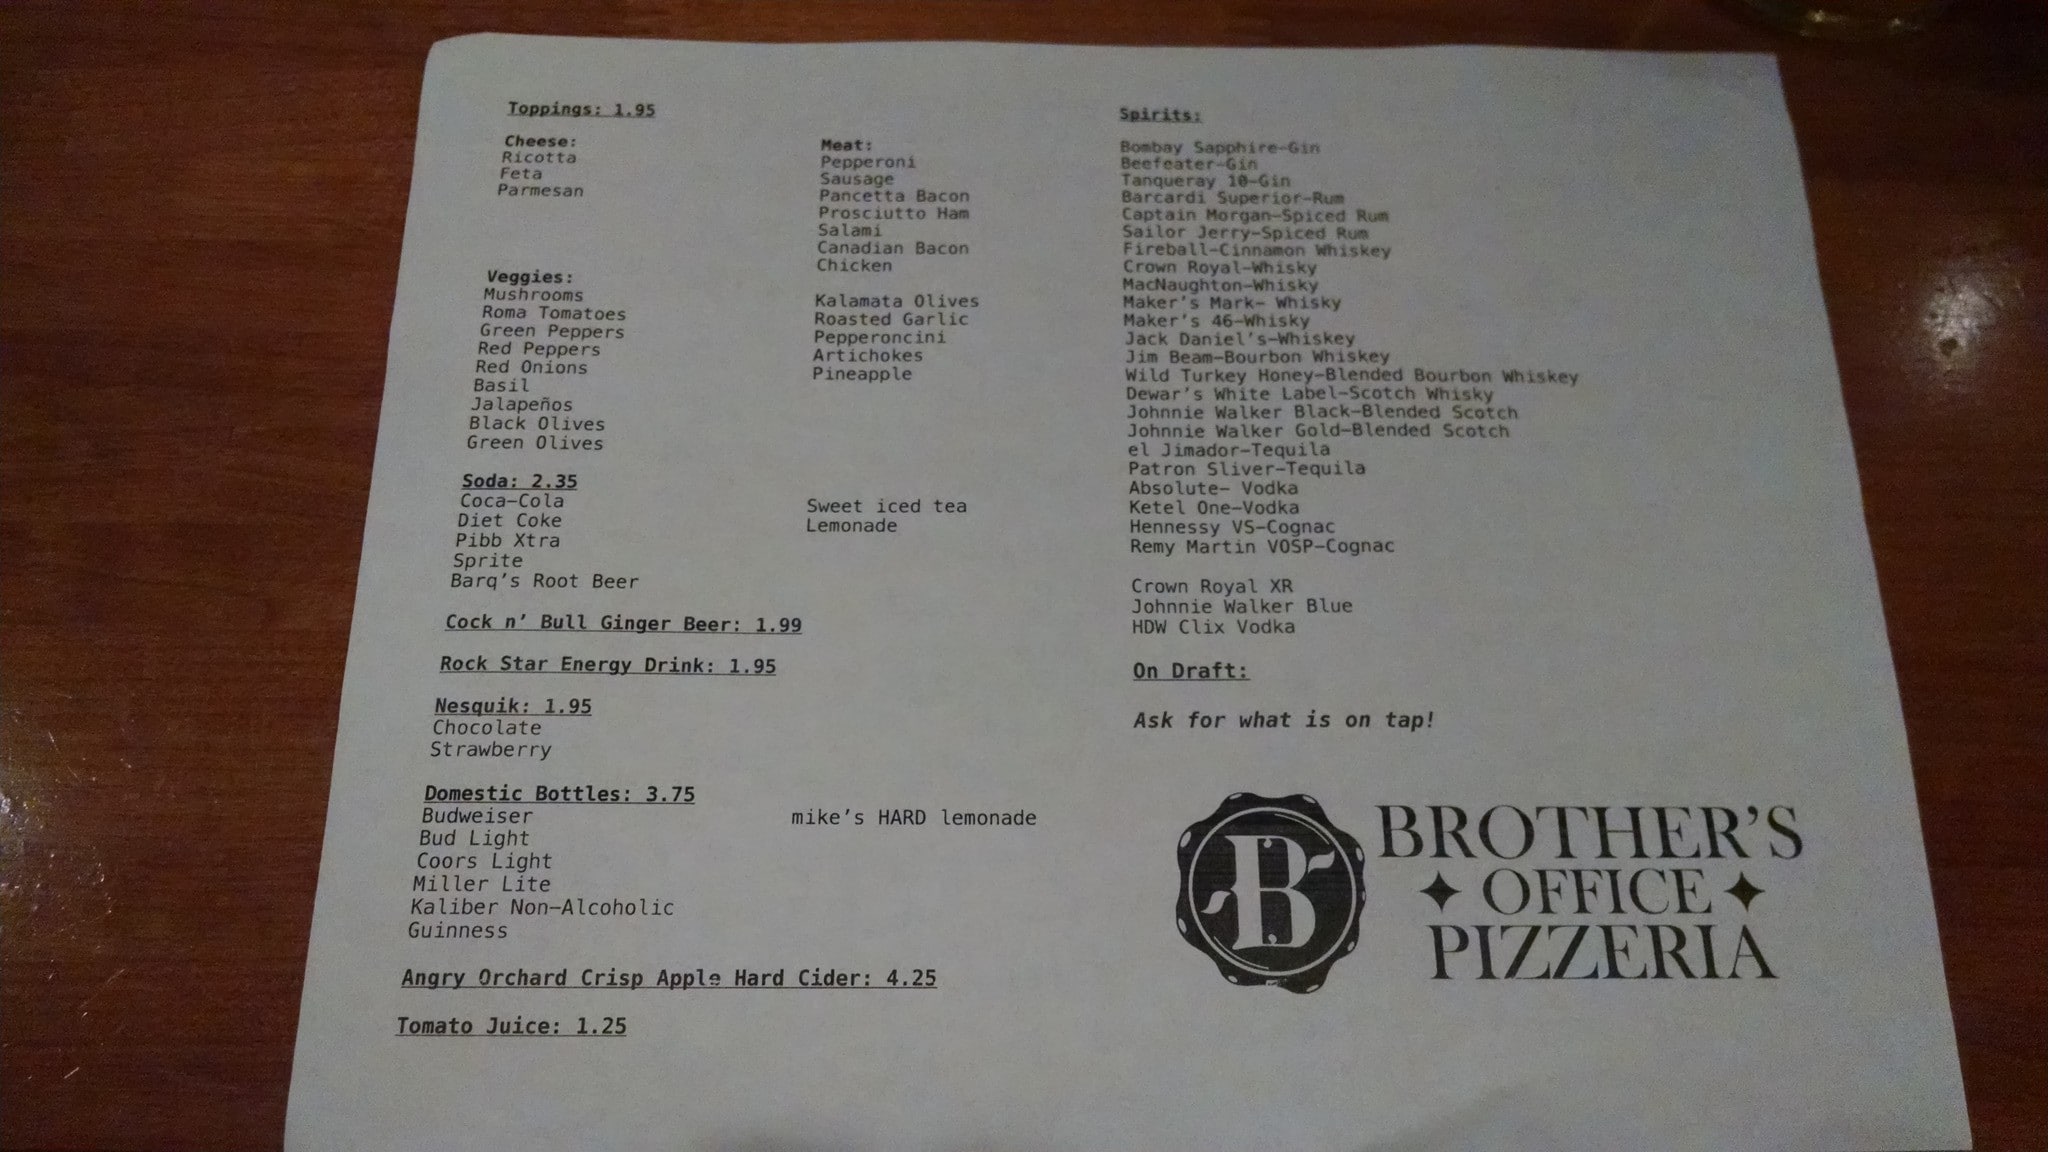 Toppings: 1.95
Cheese:
Ricotta
Feta
Parmesan
Meat:
Pepperoni
Sausage
Pancetta Bacon
Prosciutto Ham
Salami
Canadian Bacon
Chicken
Veggies:
Mushrooms
Roma Tomatoes
Green Peppers
Red Peppers
Red Onions
Basil
Jalapeños
Black Olives
Green Olives
Kalamata Olives
Roasted Garlic
Pepperoncini
Artichokes
Pineapple
Soda: 2.35
Coca-Cola
Diet Coke
Pibb Xtra
Sprite
Barq's Root Beer
Sweet iced tea
Lemonade
Cock n' Bull Ginger Beer: 1.99
Rock Star Energy Drink: 1.95
Nesquik: 1.95
Chocolate
Strawberry
Domestic Bottles: 3.75
Budweiser
Bud Light
Coors Light
Miller Lite
Kaliber Non-Alcoholic
Guinness
mike's HARD lemonade
Angry Orchard Crisp Apple Hard Cider: 4.25
Tomato Juice: 1.25
Spirits:
Bombay Sapphire-Gin
Beefeater-Gin
Tanqueray 10-Gin
Barcardi Superior-Rum
Captain Morgan-Spiced Rum
Sailor Jerry-Spiced Rum
Fireball-Cinnamon Whiskey
Crown Royal-Whisky
MacNaughton-Whisky
Maker's Mark- Whisky
Maker's 46-Whisky
Jack Daniel's-Whiskey
Jim Beam-Bourbon Whiskey
Wild Turkey Honey-Blended Bourbon Whiskey
Dewar's White Label-Scotch Whisky
Johnnie Walker Black-Blended Scotch
Johnnie Walker Gold-Blended Scotch
el Jimador-Tequila
Patron Sliver-Tequila
Absolute- Vodka
Ketel One-Vodka
Hennessy VS-Cognac
Remy Martin VOSP-Cognac
Crown Royal XR
Johnnie Walker Blue
HDW Clix Vodka
On Draft:
Ask for what is on tap!
B
BROTHER'S
OFFICE
PIZZERIA